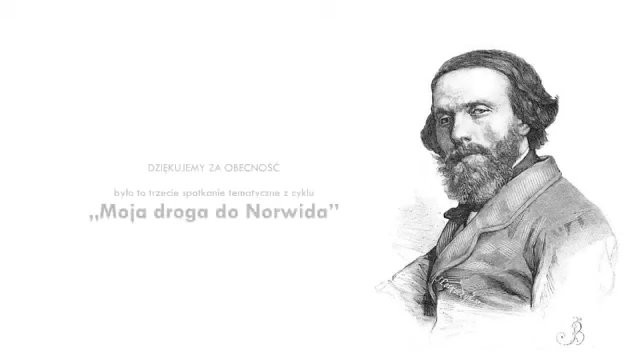 DZIĘKUJEMY ZA OBECNOŚĆ
było to trzecie spotkanie tematyczne z cyklu
„Moja droga do Norwida”